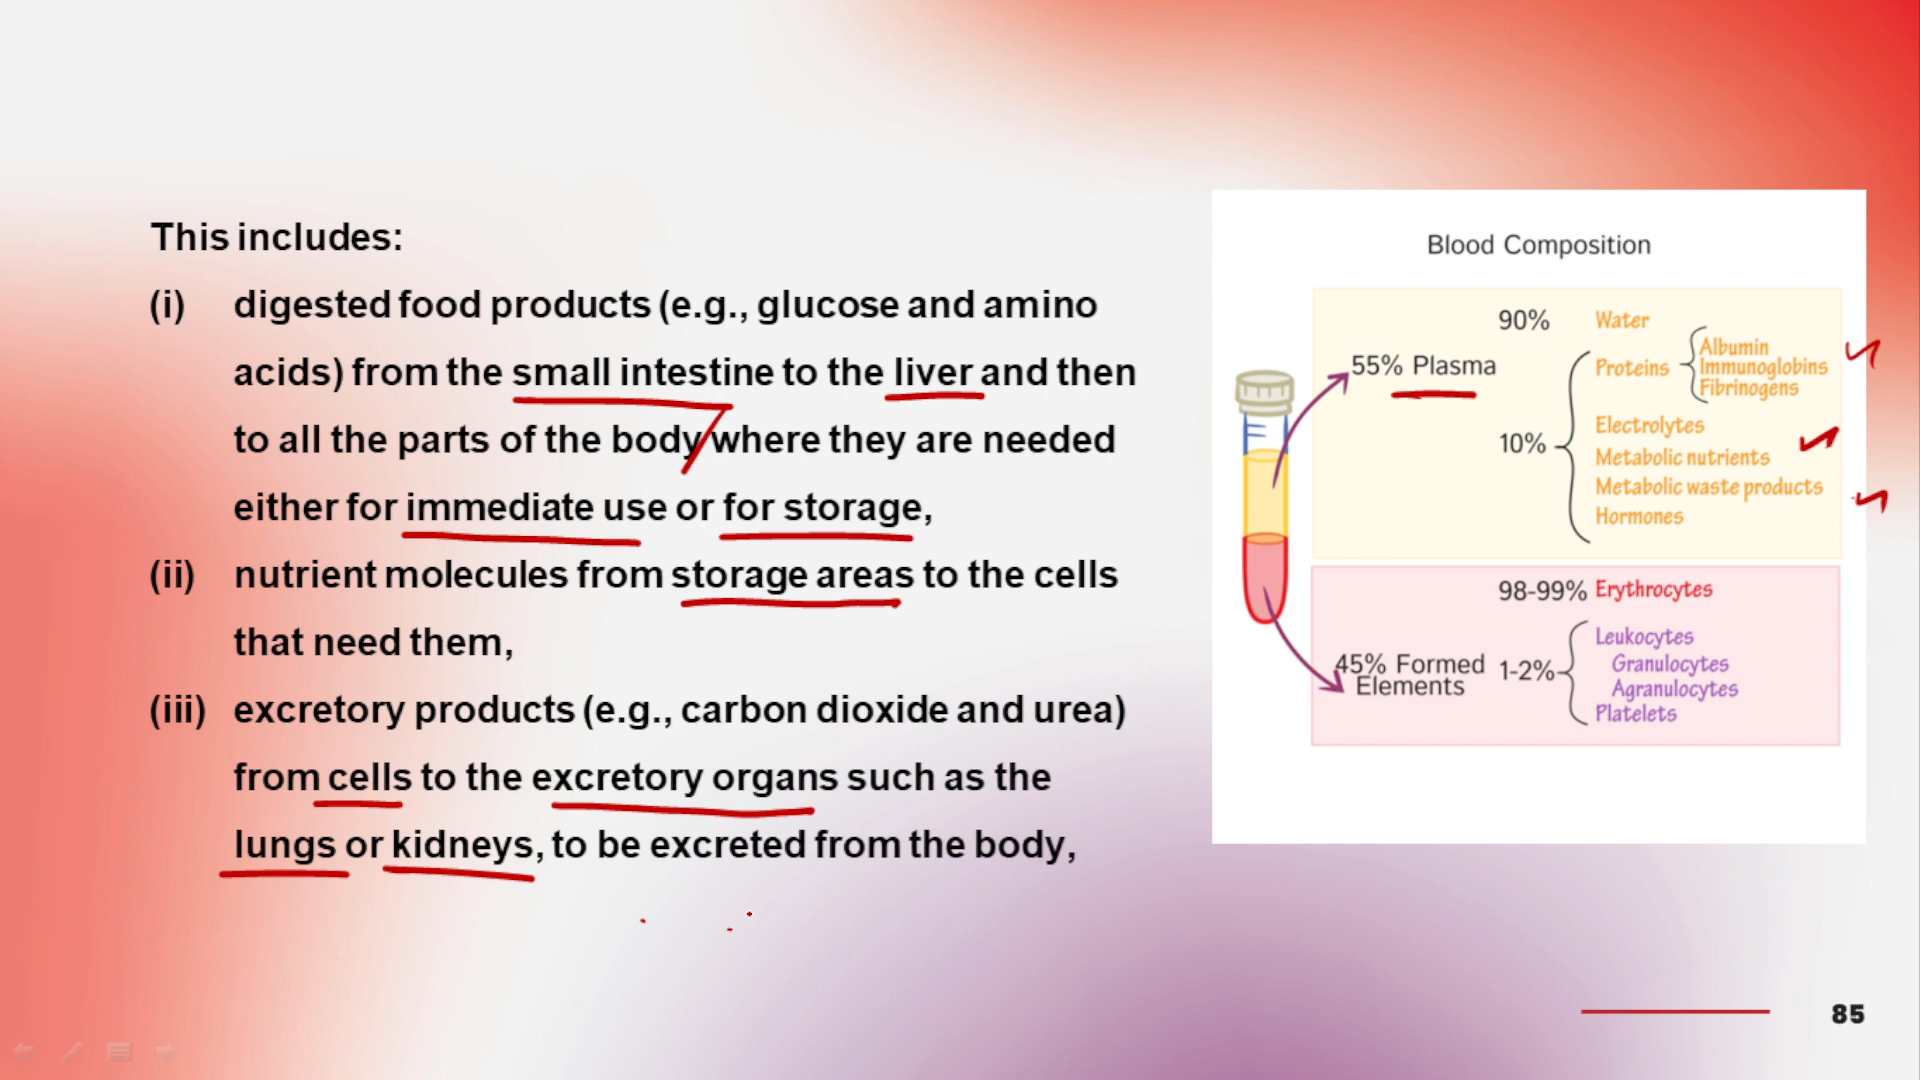 This includes:
(i) digested food products (e.g., glucose and amino
acids) from the small intestine to the liver and then
to all the parts of the body where they are needed
either for immediate use or for storage,
(ii) nutrient molecules from storage areas to the cells
that need them,
(iii) excretory products (e.g., carbon dioxide and urea)
from cells to the excretory organs such as the
lungs or kidneys, to be excreted from the body,
Blood Composition
90% Water
55% Plasma
Proteins
Albumin
Immunoglobins
Fibrinogens
10%
Electrolytes
Metabolic nutrients
Metabolic waste products
Hormones
98-99% Erythrocytes
45% Formed
Elements
1-2%
Leukocytes
Granulocytes
Agranulocytes
Platelets
85